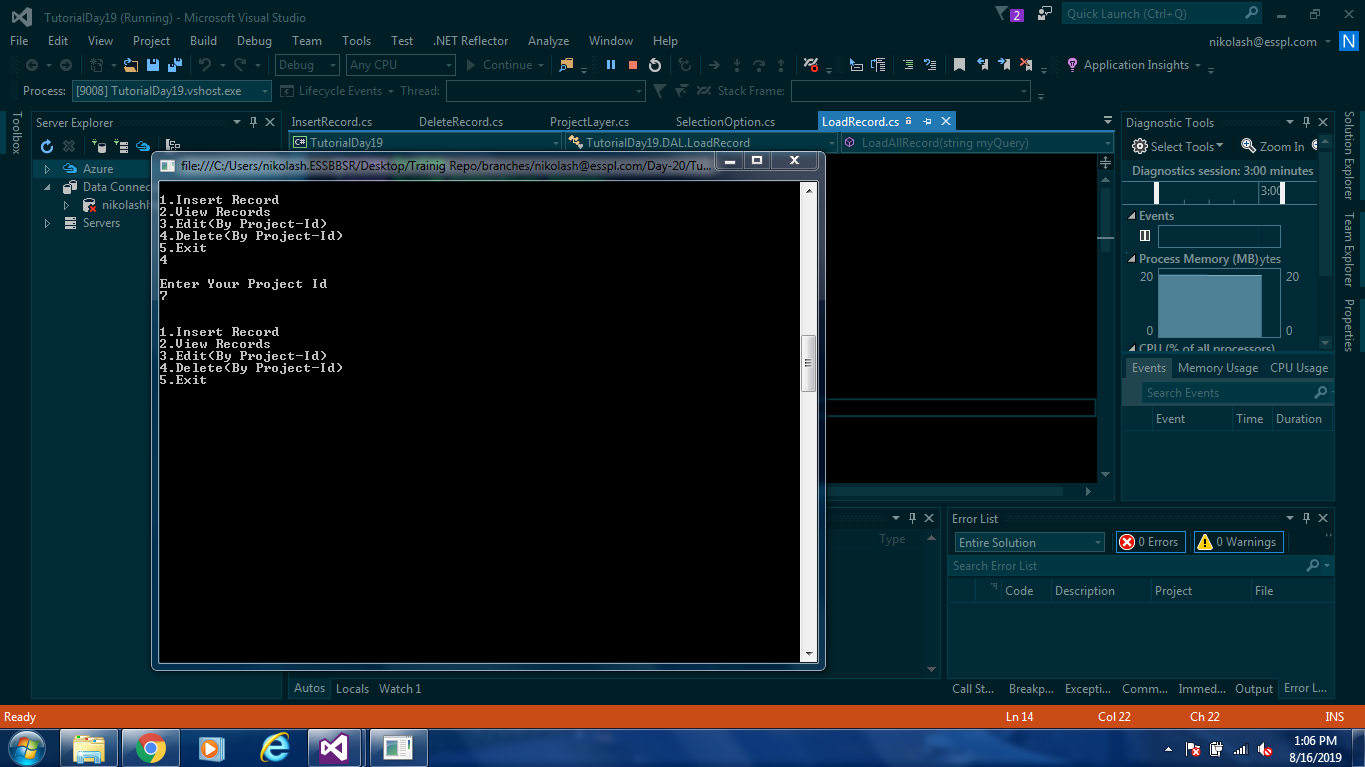 TutorialDay19 (Running) - Microsoft Visual Studio
2
Quick Launch (Ctrl+Q)
File Edit View Project Build Debug Team Tools Test .NET Reflector Analyze Window Help
nikolash@esspl.com
N
Debug Any CPU Continue Application Insights
Process: [9008] TutorialDay19.vshost.exe Lifecycle Events Thread: Stack Frame:
Toolbox
Server Explorer
Azure
Data Connec
nikolashl
Servers
InsertRecord.cs DeleteRecord.cs ProjectLayer.cs SelectionOption.cs LoadRecord.cs
TutorialDay19 TutorialDay19.DAL.LoadRecord LoadAllRecord(string myQuery)
file:///C:/Users/nikolash.ESSBBSR/Desktop/Trainig Repo/branches/nikolash@esspl.com/Day-20/Tu...
1.Insert Record
2.View Records
3.Edit(By Project-Id)
4.Delete(By Project-Id)
5.Exit
4
Enter Your Project Id
7
1.Insert Record
2.View Records
3.Edit(By Project-Id)
4.Delete(By Project-Id)
5.Exit
Diagnostic Tools
Select Tools Zoom In
Diagnostics session: 3:00 minutes
3:00
Events
Process Memory (MB) ytes
20 20
0 0
CPU (% of all processors)
Events Memory Usage CPU Usage
Search Events
Event Time Duration
Solution Explorer
Team Explorer
Properties
Type
Autos Locals Watch 1
Error List
Entire Solution 0 Errors 0 Warnings
Search Error List
Code Description Project File
Call St... Breakp... Excepti... Comm... Immed... Output Error L...
Ready Ln 14 Col 22 Ch 22 INS
1:06 PM
8/16/2019